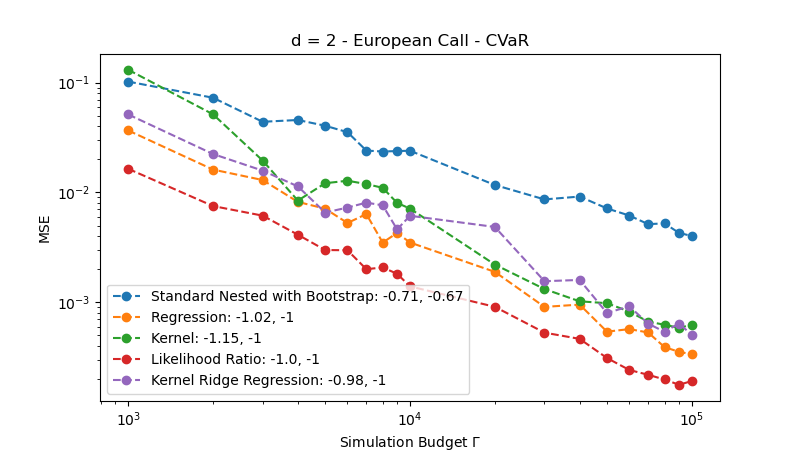 d = 2 - European Call - CVaR
MSE
10⁻¹
10⁻²
10⁻³
Standard Nested with Bootstrap: -0.71, -0.67
Regression: -1.02, -1
Kernel: -1.15, -1
Likelihood Ratio: -1.0, -1
Kernel Ridge Regression: -0.98, -1
10³ 10⁴ 10⁵
Simulation Budget Γ